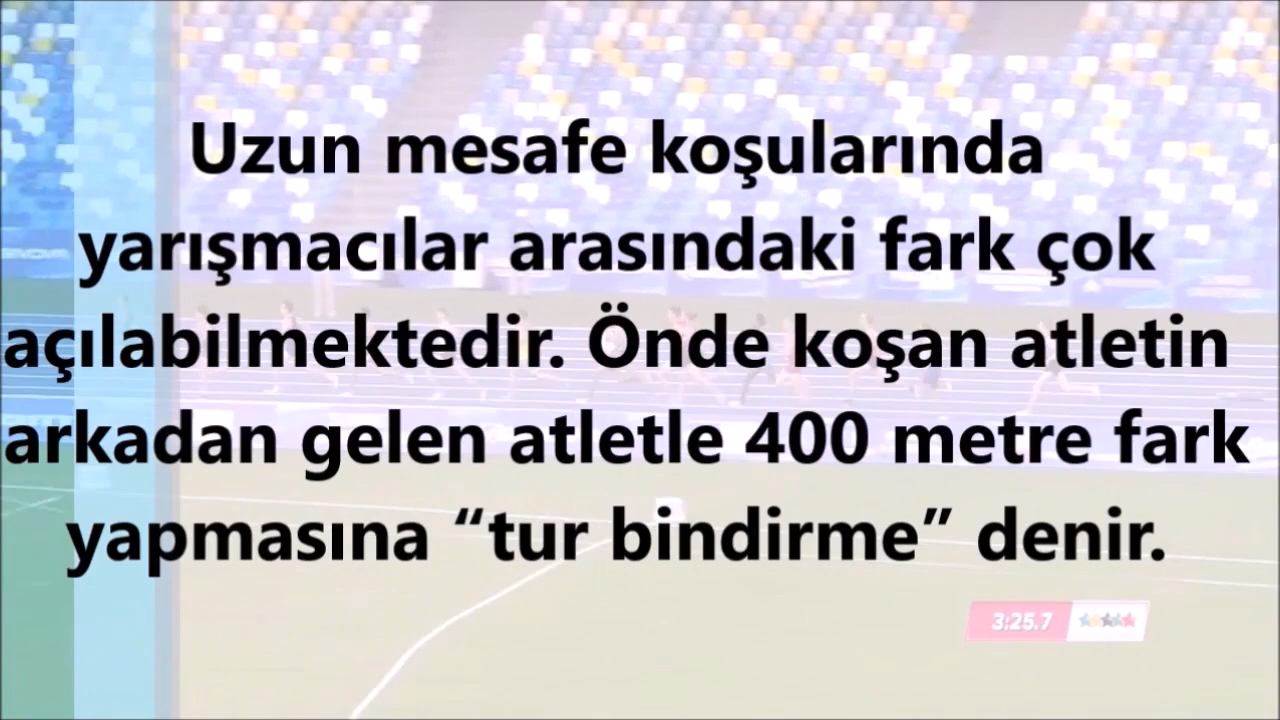 Uzun mesafe koşularında
yarışmacılar arasındaki fark çok
açılabilmektedir. Önde koşan atletin
arkadan gelen atletle 400 metre fark
yapmasına “tur bindirme” denir.
3:25.7